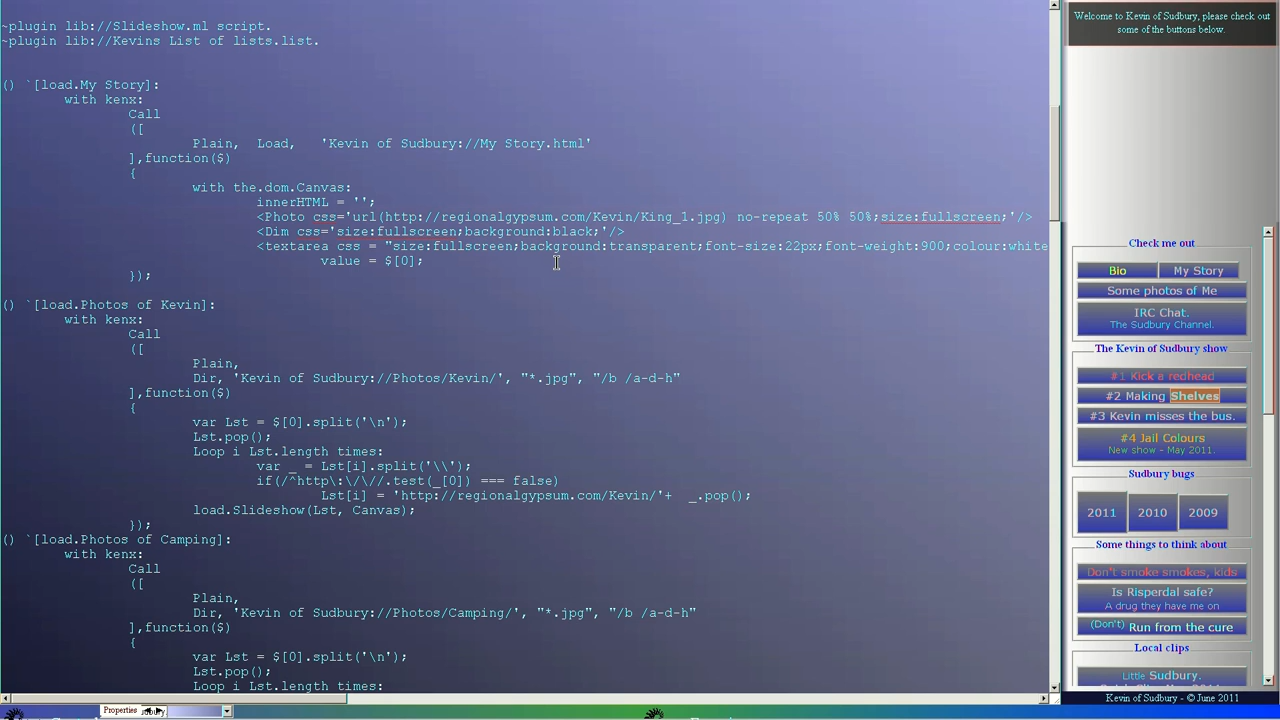 ~plugin lib://Slideshow.ml script.
~plugin lib://Kevins List of lists.list.
() `[load.My Story]:
with kenx:
Call
([
Plain,  Load,   'Kevin of Sudbury://My Story.html'
],function($)
{
with the.dom.Canvas:
innerHTML = '';
<Photo css='url(http://regionalgypsum.com/Kevin/King_1.jpg) no-repeat 50% 50%;size:fullscreen;'/>
<Dim css='size:fullscreen;background:black;'/>
<textarea css = "size:fullscreen;background:transparent;font-size:22px;font-weight:900;colour:white
value = $[0];
});
() `[load.Photos of Kevin]:
with kenx:
Call
([
Plain,
Dir, 'Kevin of Sudbury://Photos/Kevin/', "*.jpg", "/b /a-d-h"
],function($)
{
var Lst = $[0].split('\n');
Lst.pop();
Loop i Lst.length times:
var _ = Lst[i].split('\\');
if(/^http\:\/\//.test(_[0]) === false)
Lst[i] = 'http://regionalgypsum.com/Kevin/'+  _.pop();
load.Slideshow(Lst, Canvas);
});
() `[load.Photos of Camping]:
with kenx:
Call
([
Plain,
Dir, 'Kevin of Sudbury://Photos/Camping/', "*.jpg", "/b /a-d-h"
],function($)
{
var Lst = $[0].split('\n');
Lst.pop();
Loop i Lst.length times:
Welcome to Kevin of Sudbury, please check out
some of the buttons below.
Check me out
Bio
My Story
Some photos of Me
IRC Chat.
The Sudbury Channel.
The Kevin of Sudbury show
#1 Kick a redhead
#2 Making Shelves
#3 Kevin misses the bus.
#4 Jail Colours
New show - May 2011.
Sudbury bugs
2011
2010
2009
Some things to think about
Don't smoke smokes, kids
Is Risperdal safe?
A drug they have me on
(Don't) Run from the cure
Local clips
Little Sudbury.
Kevin of Sudbury - © June 2011
Properties